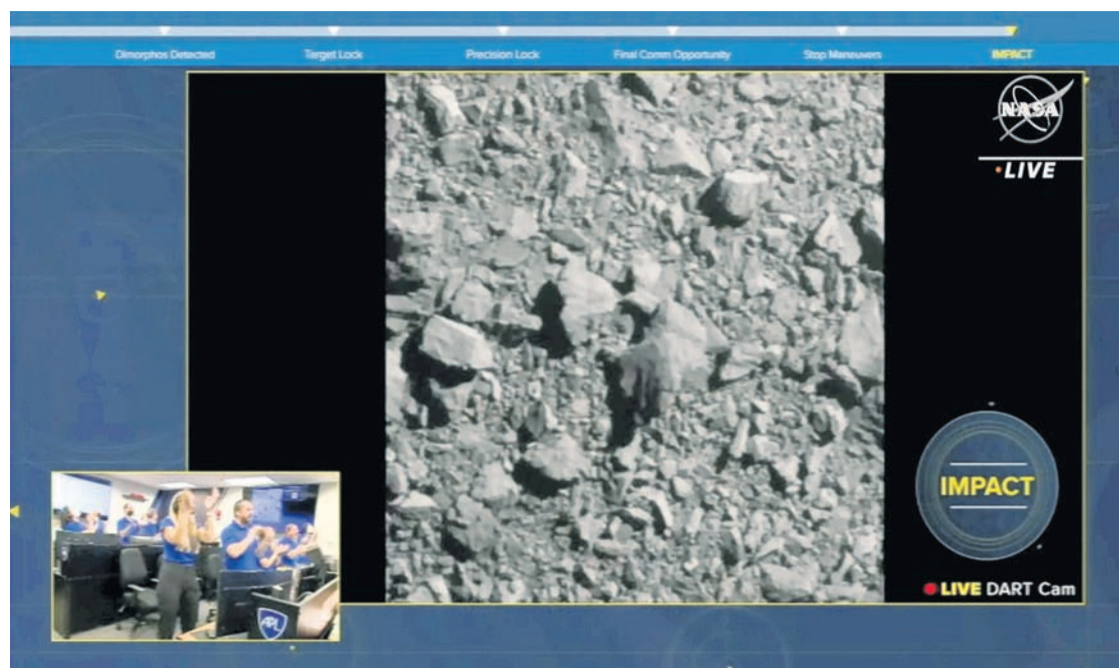 Dimorphos Detected
Target Lock
Precision Lock
Final Comm Opportunity
Stop Maneuvers
IMPACT
NASA
LIVE
IMPACT
LIVE DART Cam
APL